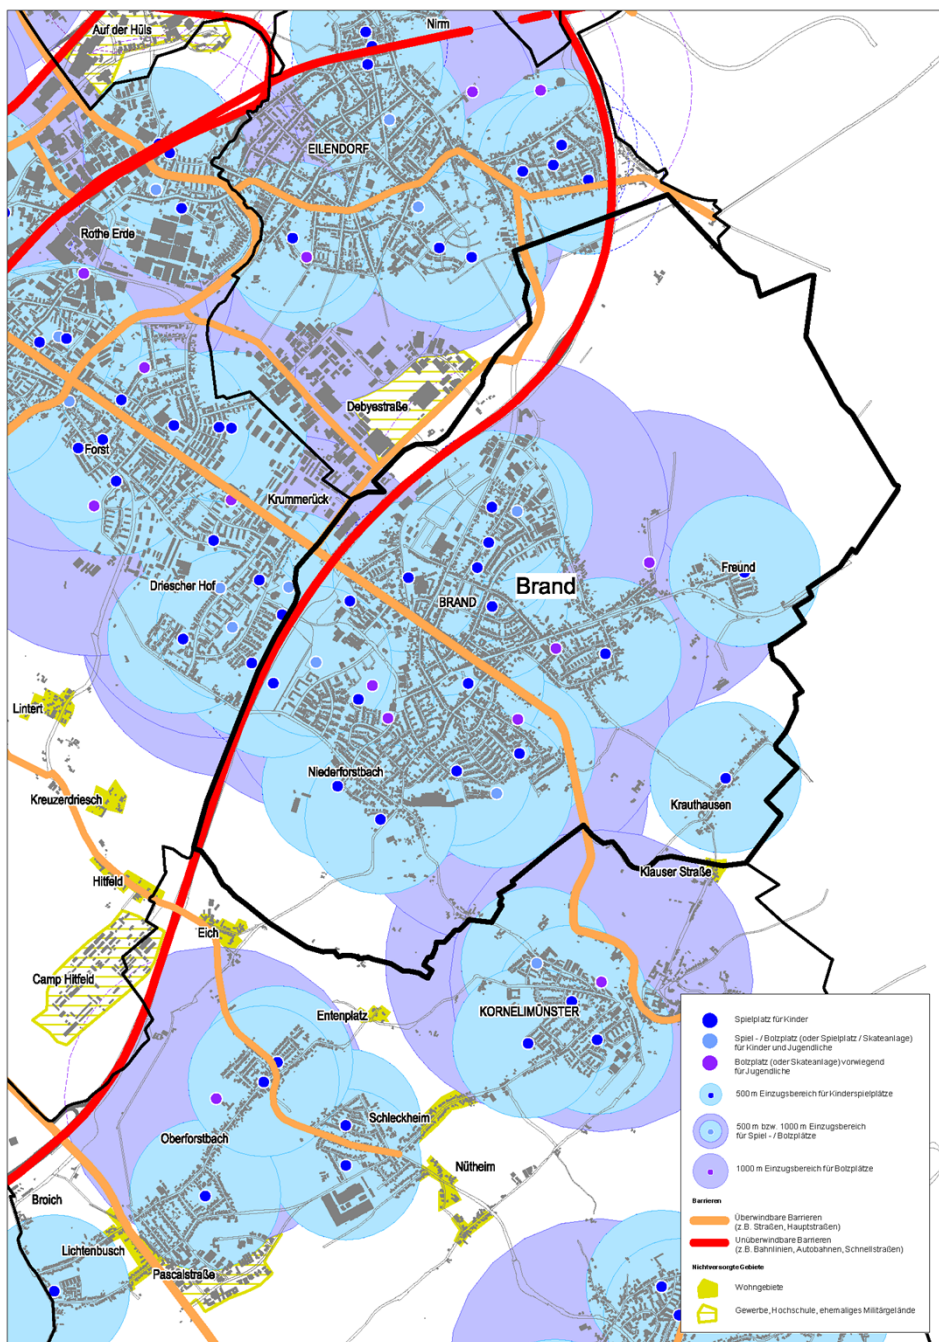 Auf der Hüls
Nirm
EILENDORF
Rothe Erde
Debyestraße
Forst
Krummerück
Driescher Hof
Freund
BRAND
Brand
Lintert
Niederforstbach
Kreuzerdriesch
Krauthausen
Hitfeld
Klauser Straße
Eich
Camp Hitfeld
Entenplatz
KORNELIMÜNSTER
Schleckheim
Oberforstbach
Nütheim
Broich
Lichtenbusch
Pascalstraße
Spielplatz für Kinder
Spiel - / Bolzplatz (oder Spielplatz / Skateanlage)
für Kinder und Jugendliche
Bolzplatz (oder Skateanlage) vorwiegend
für Jugendliche
500 m Einzugsbereich für Kinderspielplätze
500 m bzw. 1000 m Einzugsbereich
für Spiel - / Bolzplätze
1000 m Einzugsbereich für Bolzplätze
Barrieren
Überwindbare Barrieren
(z.B. Straßen, Hauptstraßen)
Unüberwindbare Barrieren
(z.B. Bahnlinien, Autobahnen, Schnellstraßen)
Nichtversorgte Gebiete
Wohngebiete
Gewerbe, Hochschule, ehemaliges Militärgelände